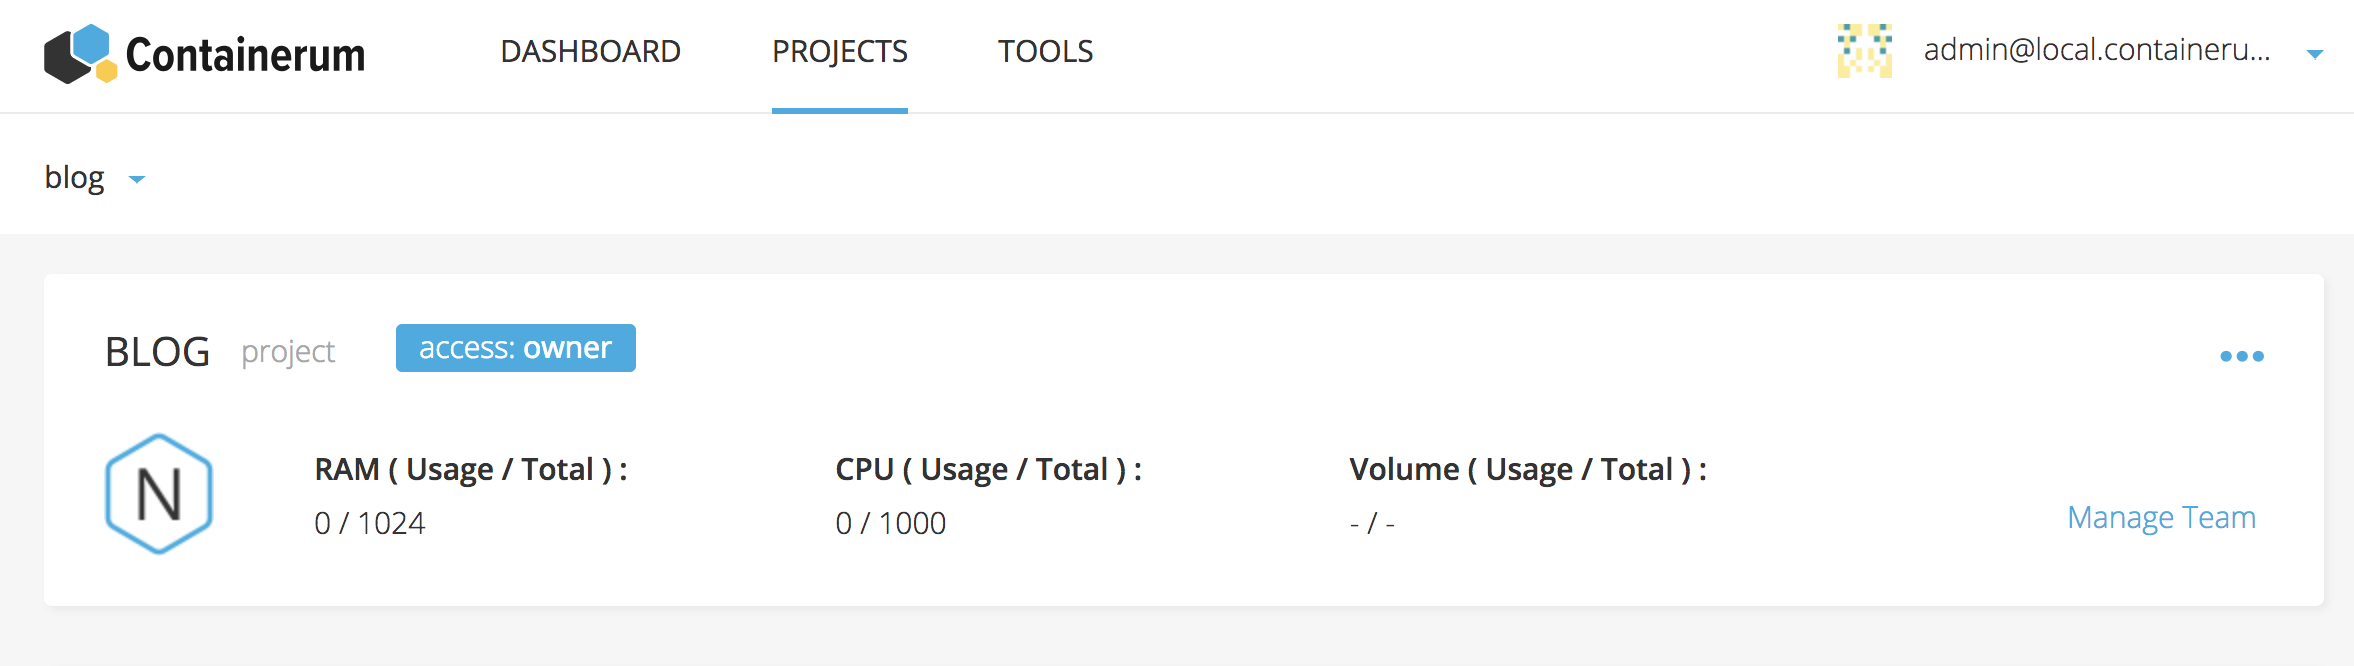 Containerum DASHBOARD PROJECTS TOOLS admin@local.containeru...
blog
BLOG project access: owner
N
RAM ( Usage / Total ) : CPU ( Usage / Total ) : Volume ( Usage / Total ) :
0 / 1024 0 / 1000 - / -
Manage Team